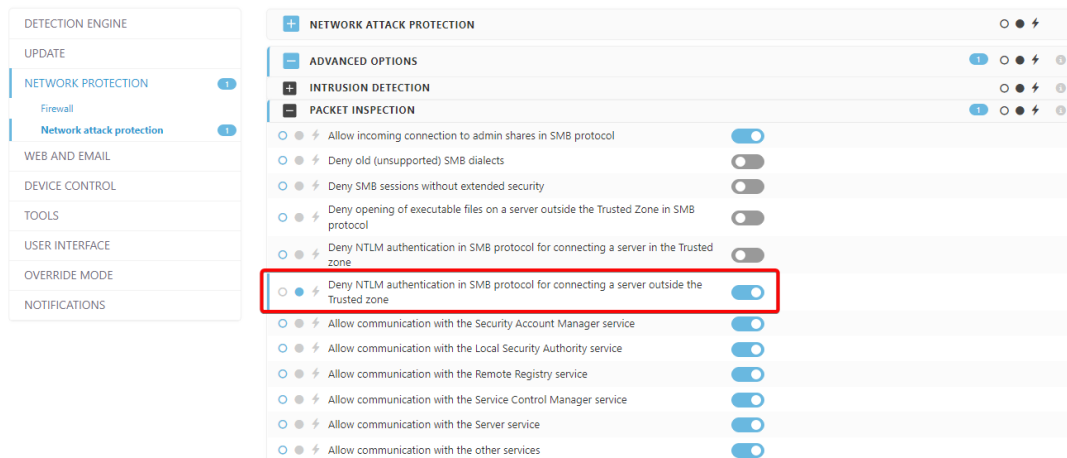 DETECTION ENGINE
UPDATE
NETWORK PROTECTION 1
Firewall
Network attack protection 1
WEB AND EMAIL
DEVICE CONTROL
TOOLS
USER INTERFACE
OVERRIDE MODE
NOTIFICATIONS
NETWORK ATTACK PROTECTION
ADVANCED OPTIONS 1
INTRUSION DETECTION
PACKET INSPECTION 1
Allow incoming connection to admin shares in SMB protocol
Deny old (unsupported) SMB dialects
Deny SMB sessions without extended security
Deny opening of executable files on a server outside the Trusted Zone in SMB
protocol
Deny NTLM authentication in SMB protocol for connecting a server in the Trusted
zone
Deny NTLM authentication in SMB protocol for connecting a server outside the
Trusted zone
Allow communication with the Security Account Manager service
Allow communication with the Local Security Authority service
Allow communication with the Remote Registry service
Allow communication with the Service Control Manager service
Allow communication with the Server service
Allow communication with the other services